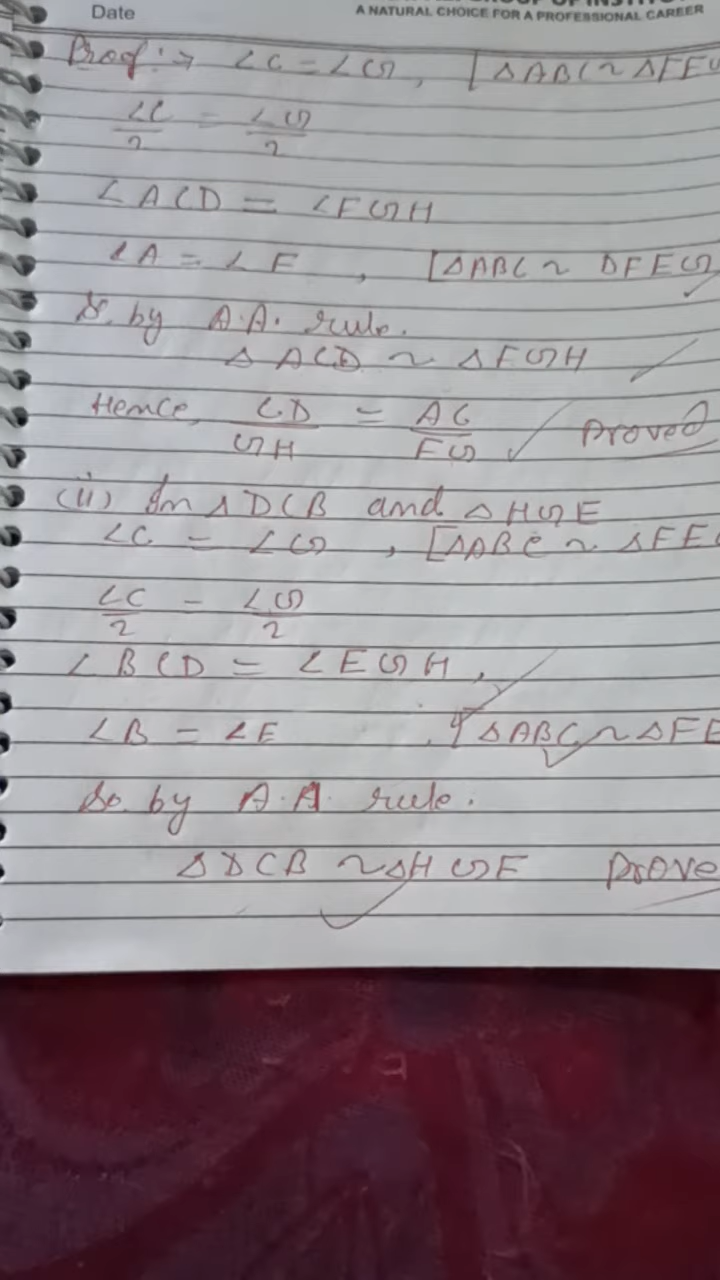 Date
A NATURAL CHOICE FOR A PROFESSIONAL CAREER
Proof :→ ∠C = ∠G, [ΔABC ~ ΔFEG
∠C/2 = ∠G/2
∠ACD = ∠FGH
∠A = ∠F , [ΔABC ~ ΔFEG
So by A.A. rule.
ΔACD ~ ΔFGH
Hence, CD/GH = AC/FG Proved
(ii) In ΔDCB and ΔHGE
∠C = ∠G , [ΔABC ~ ΔFEG
∠C/2 = ∠G/2
∠BCD = ∠EGH ,
∠B = ∠E , [ΔABC ~ ΔFE
So by A.A. rule.
ΔDCB ~ ΔHGE Prove